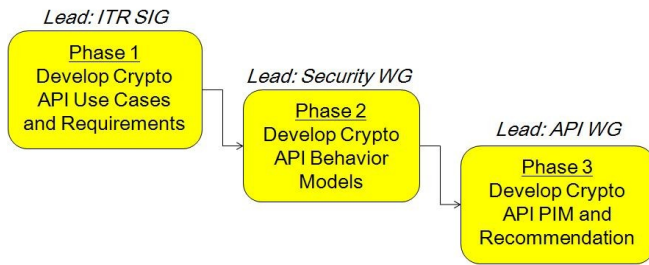 Lead: ITR SIG
Phase 1
Develop Crypto
API Use Cases
and Requirements
Lead: Security WG
Phase 2
Develop Crypto
API Behavior
Models
Lead: API WG
Phase 3
Develop Crypto
API PIM and
Recommendation